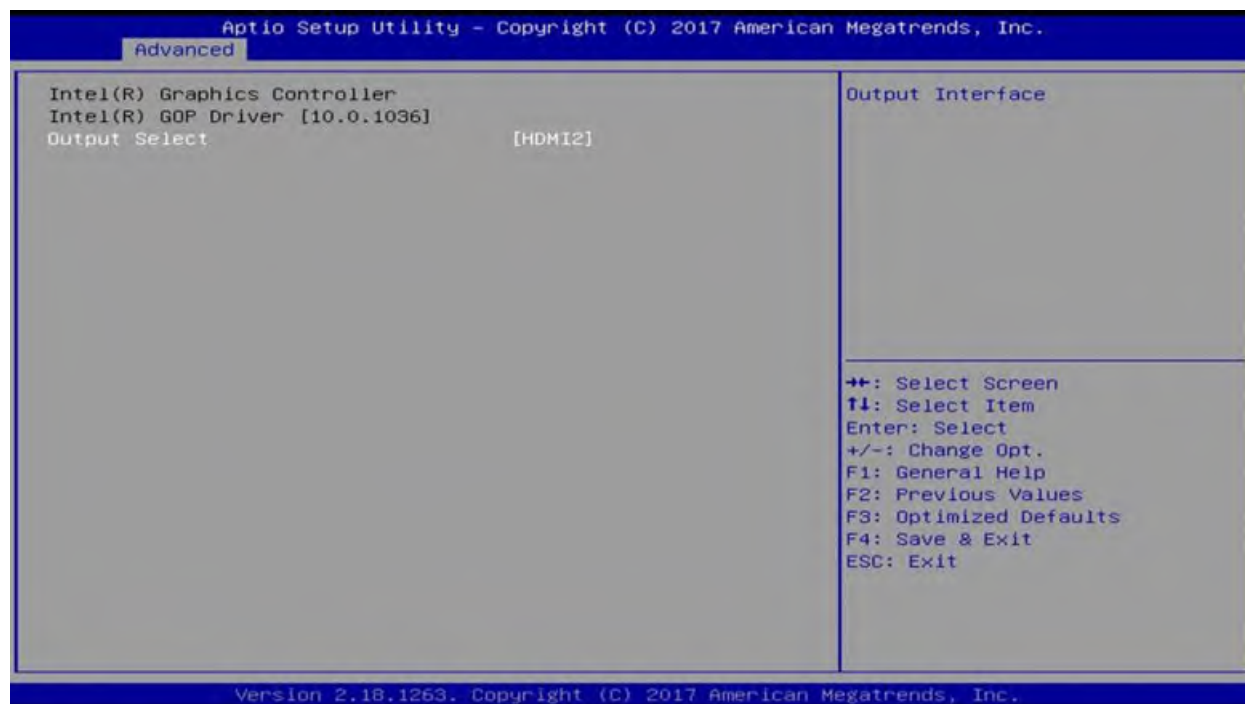 Aptio Setup Utility – Copyright (C) 2017 American Megatrends, Inc.
Advanced
Intel(R) Graphics Controller
Intel(R) GOP Driver [10.0.1036]
Output Select [HDMI2]
Output Interface
→←: Select Screen
↑↓: Select Item
Enter: Select
+/-: Change Opt.
F1: General Help
F2: Previous Values
F3: Optimized Defaults
F4: Save & Exit
ESC: Exit
Version 2.18.1263. Copyright (C) 2017 American Megatrends, Inc.